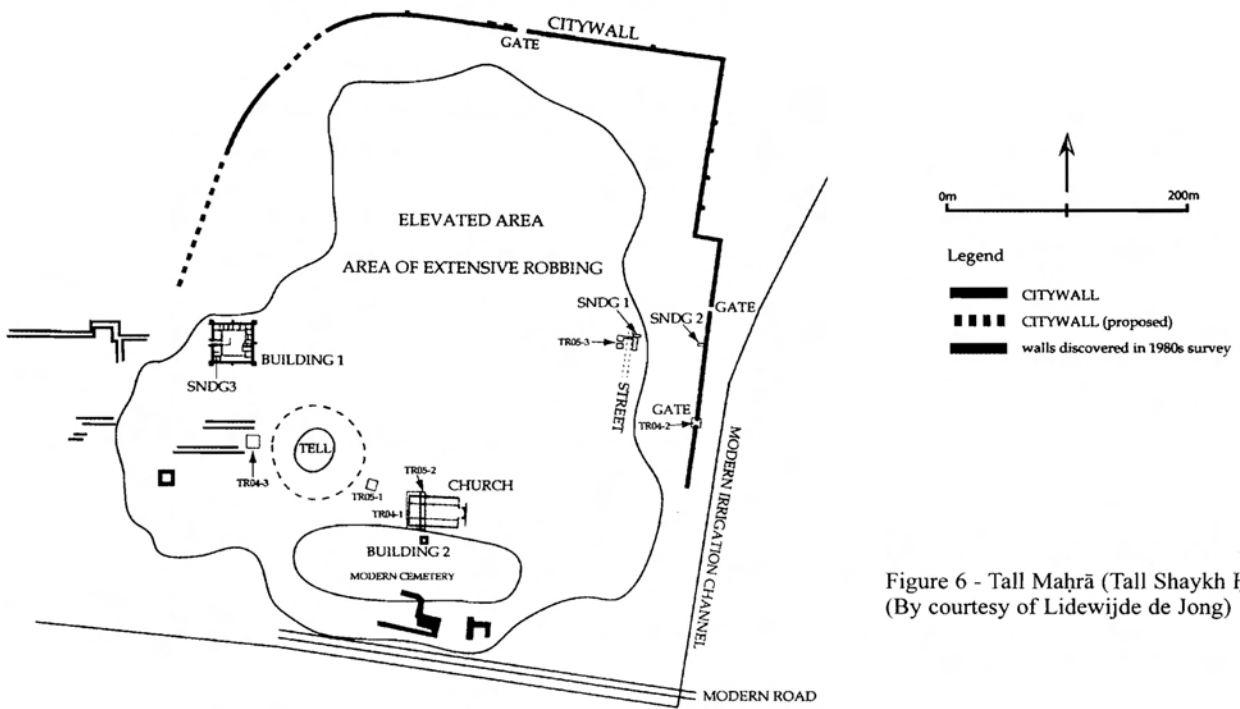 CITYWALL
GATE
ELEVATED AREA
AREA OF EXTENSIVE ROBBING
SNDG 1
SNDG 2
GATE
TR05-3
BUILDING 1
SNDG3
STREET
GATE
TR04-2
TELL
TR04-3
TR05-1
TR05-2
CHURCH
TR04-1
BUILDING 2
MODERN CEMETERY
MODERN IRRIGATION CHANNEL
MODERN ROAD
0m 200m
Legend
CITYWALL
CITYWALL (proposed)
walls discovered in 1980s survey
Figure 6 - Tall Maḥrā (Tall Shaykh
(By courtesy of Lidewijde de Jong)